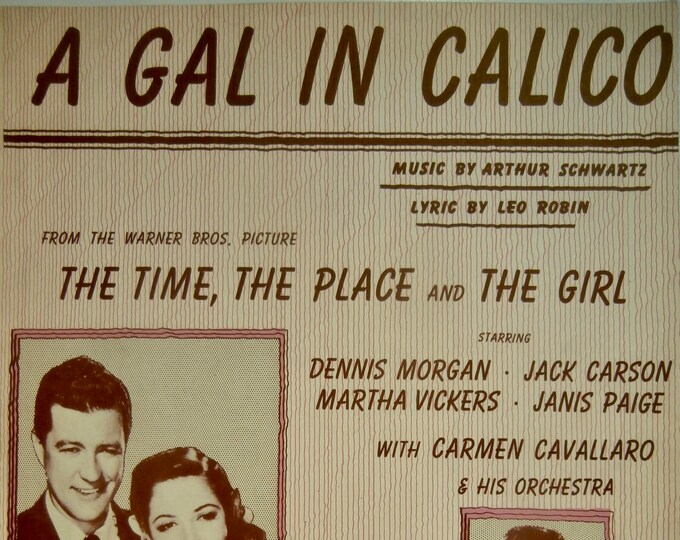 A GAL IN CALICO
MUSIC BY ARTHUR SCHWARTZ
LYRIC BY LEO ROBIN
FROM THE WARNER BROS. PICTURE
THE TIME, THE PLACE AND THE GIRL
STARRING
DENNIS MORGAN · JACK CARSON
MARTHA VICKERS · JANIS PAIGE
WITH CARMEN CAVALLARO
& HIS ORCHESTRA